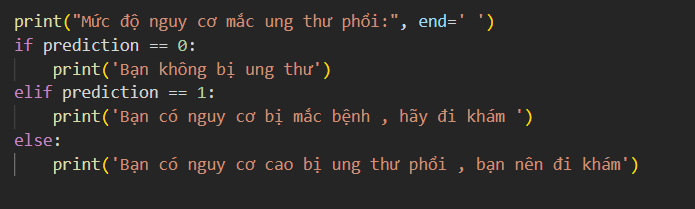 print("Mức độ nguy cơ mắc ung thư phổi:", end=' ')
if prediction == 0:
    print('Bạn không bị ung thư')
elif prediction == 1:
    print('Bạn có nguy cơ bị mắc bệnh , hãy đi khám ')
else:
    print('Bạn có nguy cơ cao bị ung thư phổi , bạn nên đi khám')